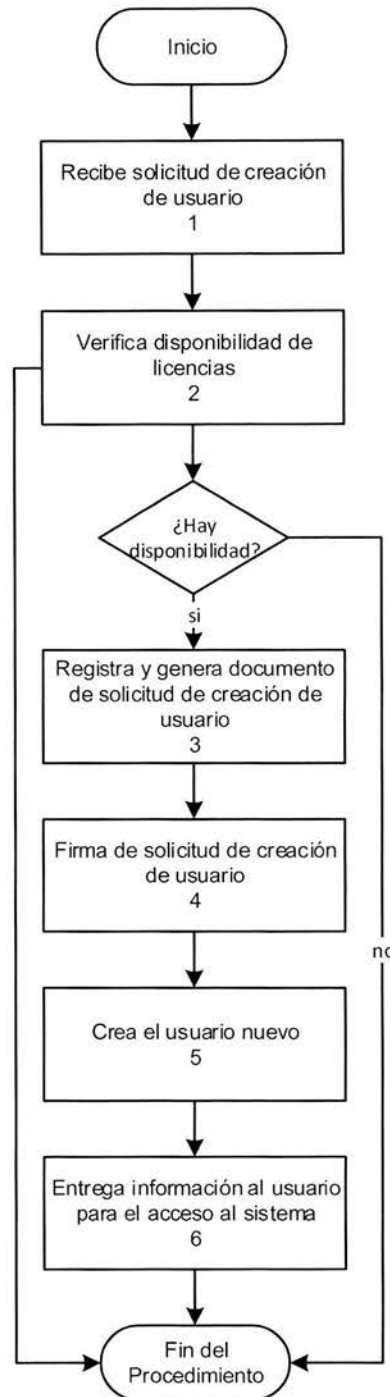 Inicio
Recibe solicitud de creación
de usuario
1
Verifica disponibilidad de
licencias
2
¿Hay
disponibilidad?
si
Registra y genera documento
de solicitud de creación de
usuario
3
Firma de solicitud de creación
de usuario
4
no
Crea el usuario nuevo
5
Entrega información al usuario
para el acceso al sistema
6
Fin del
Procedimiento